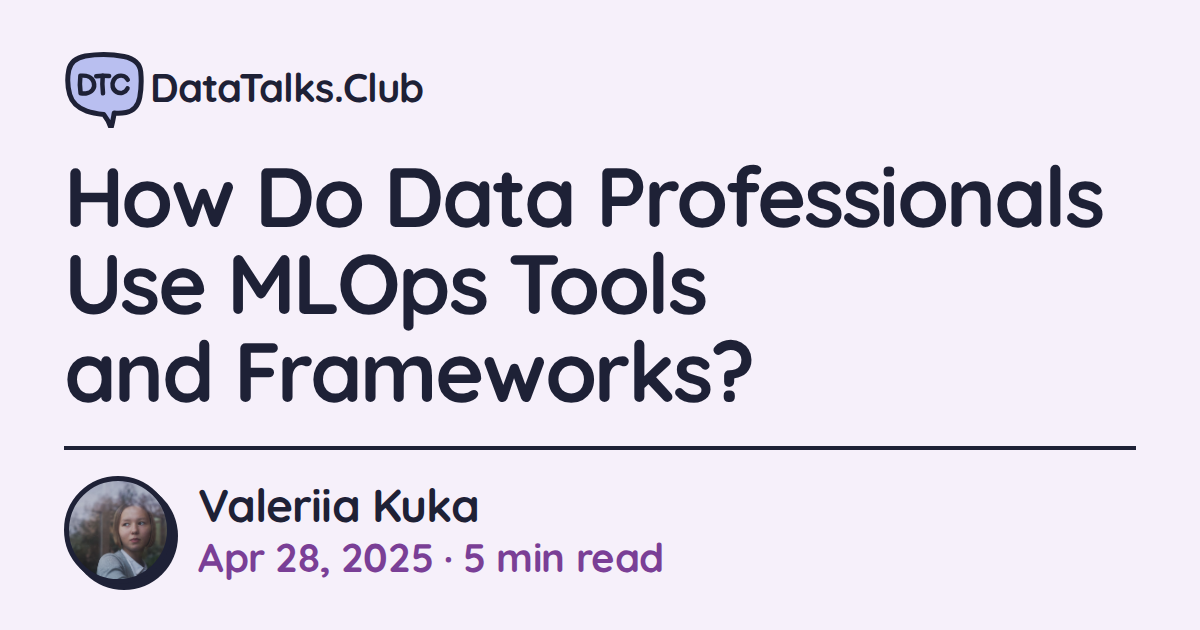 DTC DataTalks.Club
How Do Data Professionals
Use MLOps Tools
and Frameworks?
Valeriia Kuka
Apr 28, 2025 · 5 min read